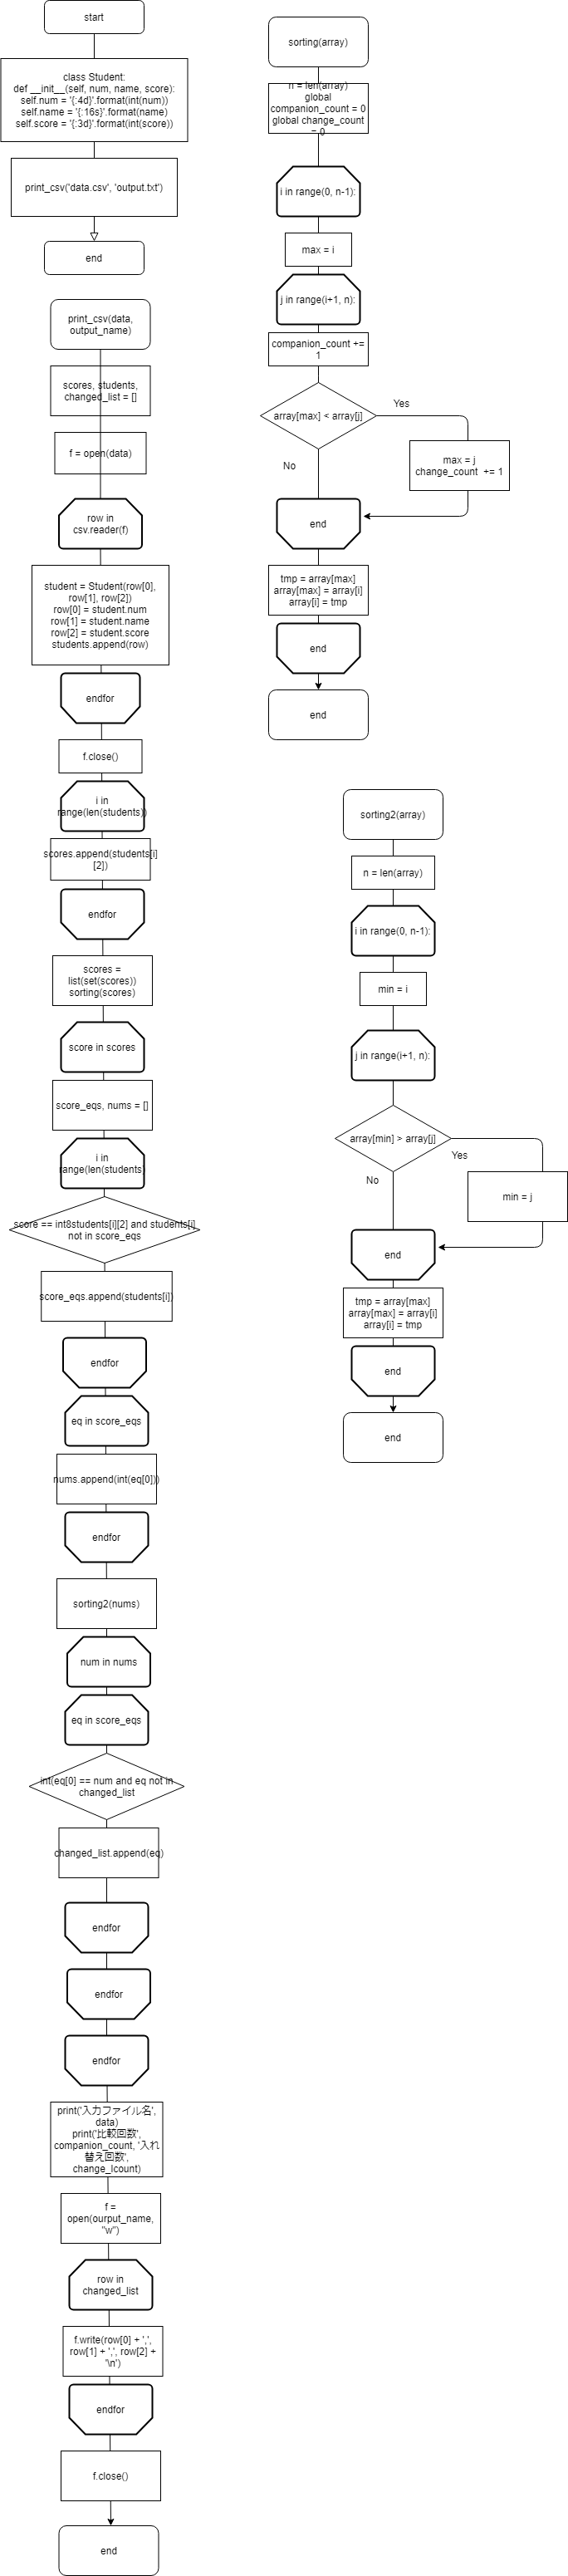 start
class Student:
def __init__(self, num, name, score):
self.num = '{:4d}'.format(int(num))
self.name = '{:16s}'.format(name)
self.score = '{:3d}'.format(int(score))
print_csv('data.csv', 'output.txt')
end
print_csv(data,
output_name)
scores, students,
changed_list = []
f = open(data)
row in
csv.reader(f)
student = Student(row[0],
row[1], row[2])
row[0] = student.num
row[1] = student.name
row[2] = student.score
students.append(row)
endfor
f.close()
i in
range(len(students))
scores.append(students[i]
[2])
endfor
scores =
list(set(scores))
sorting(scores)
score in scores
score_eqs, nums = []
i in
range(len(students)
score == int8students[i][2] and students[i]
not in score_eqs
score_eqs.append(students[i])
endfor
eq in score_eqs
nums.append(int(eq[0]))
endfor
sorting2(nums)
num in nums
eq in score_eqs
int(eq[0] == num and eq not in
changed_list
changed_list.append(eq)
endfor
endfor
endfor
print('入力ファイル名',
data)
print('比較回数',
companion_count, '入れ
替え回数',
change_lcount)
f =
open(ourput_name,
"w")
row in
changed_list
f.write(row[0] + ',',
row[1] + ',', row[2] +
'\n')
endfor
f.close()
end
sorting(array)
n = len(array)
global
companion_count = 0
global change_count
= 0
i in range(0, n-1):
max = i
j in range(i+1, n):
companion_count +=
1
array[max] < array[j]
Yes
max = j
change_count += 1
No
end
tmp = array[max]
array[max] = array[i]
array[i] = tmp
end
end
sorting2(array)
n = len(array)
i in range(0, n-1):
min = i
j in range(i+1, n):
array[min] > array[j]
Yes
No
min = j
end
tmp = array[max]
array[max] = array[i]
array[i] = tmp
end
end